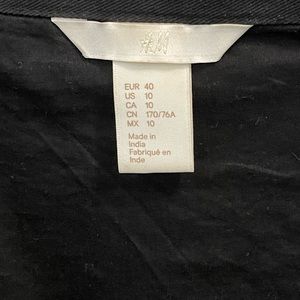 H&M
EUR 40
US 10
CA 10
CN 170/76A
MX 10
Made in
India
Fabriqué en
Inde